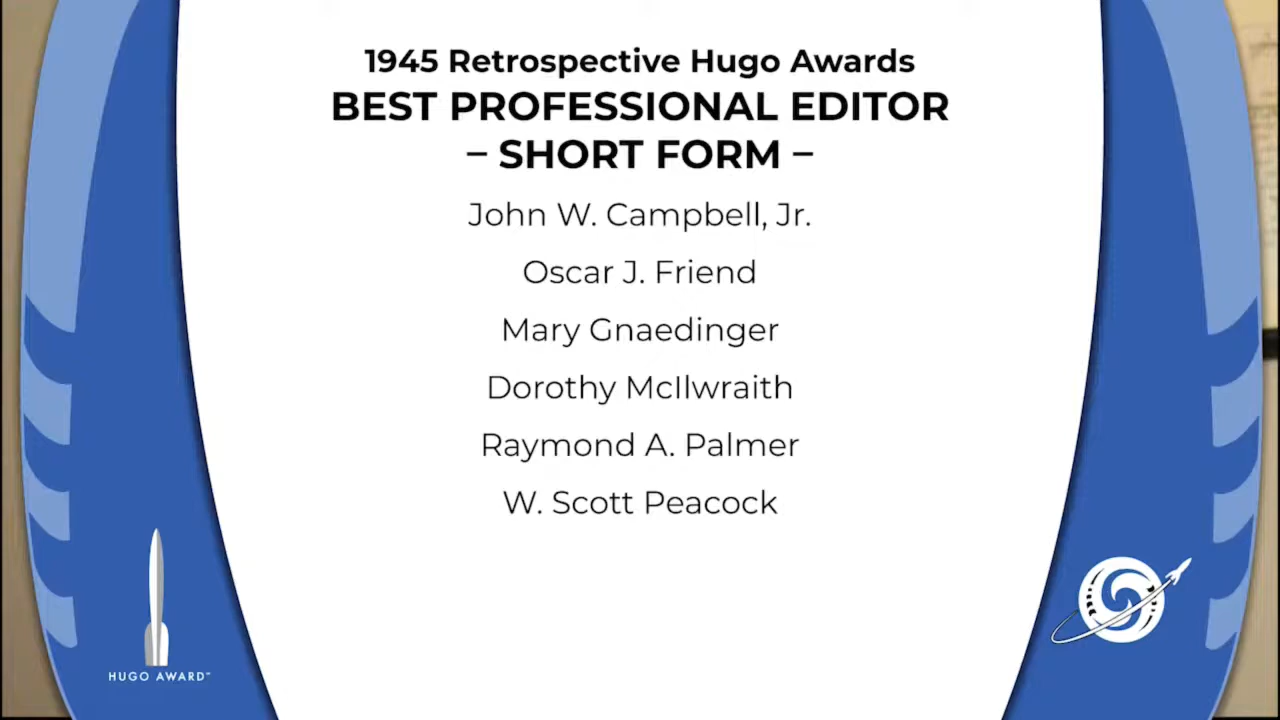 1945 Retrospective Hugo Awards
BEST PROFESSIONAL EDITOR
– SHORT FORM –
John W. Campbell, Jr.
Oscar J. Friend
Mary Gnaedinger
Dorothy McIlwraith
Raymond A. Palmer
W. Scott Peacock
HUGO AWARD™